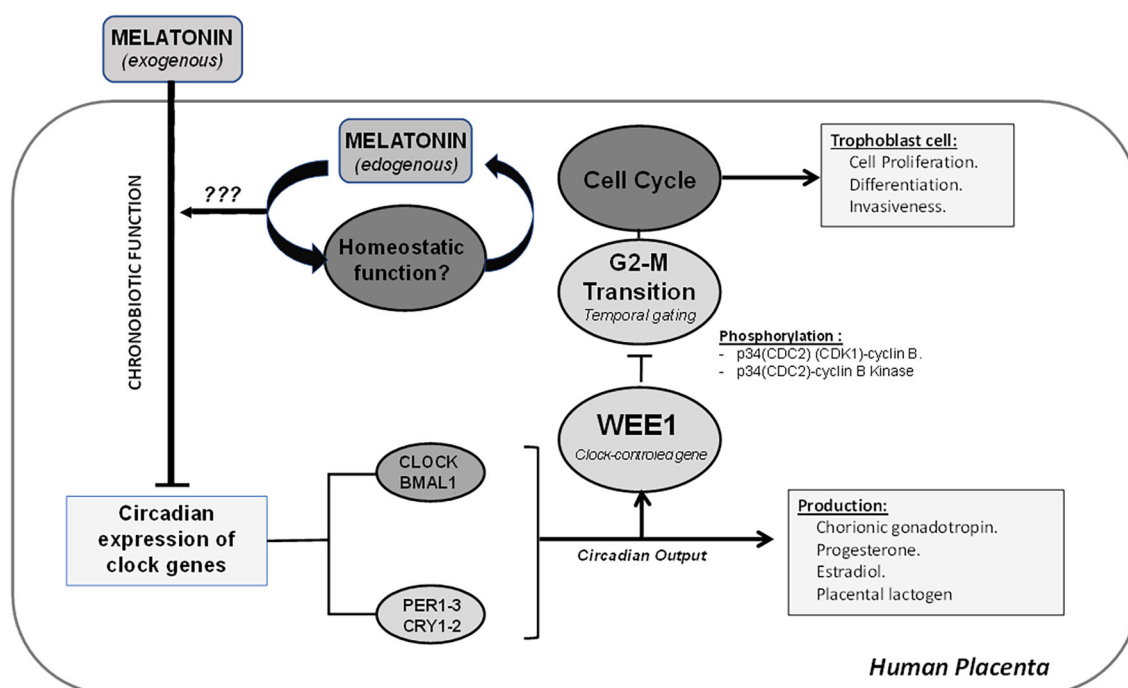 MELATONIN
(exogenous)
CHRONOBIOTIC FUNCTION
???
MELATONIN
(edogenous)
Homeostatic
function?
Cell Cycle
Trophoblast cell:
Cell Proliferation.
Differentiation.
Invasiveness.
G2-M
Transition
Temporal gating
Phosphorylation :
- p34(CDC2) (CDK1)-cyclin B.
- p34(CDC2)-cyclin B Kinase
WEE1
Clock-controled gene
Circadian
expression of
clock genes
CLOCK
BMAL1
PER1-3
CRY1-2
Circadian Output
Production:
Chorionic gonadotropin.
Progesterone.
Estradiol.
Placental lactogen
Human Placenta